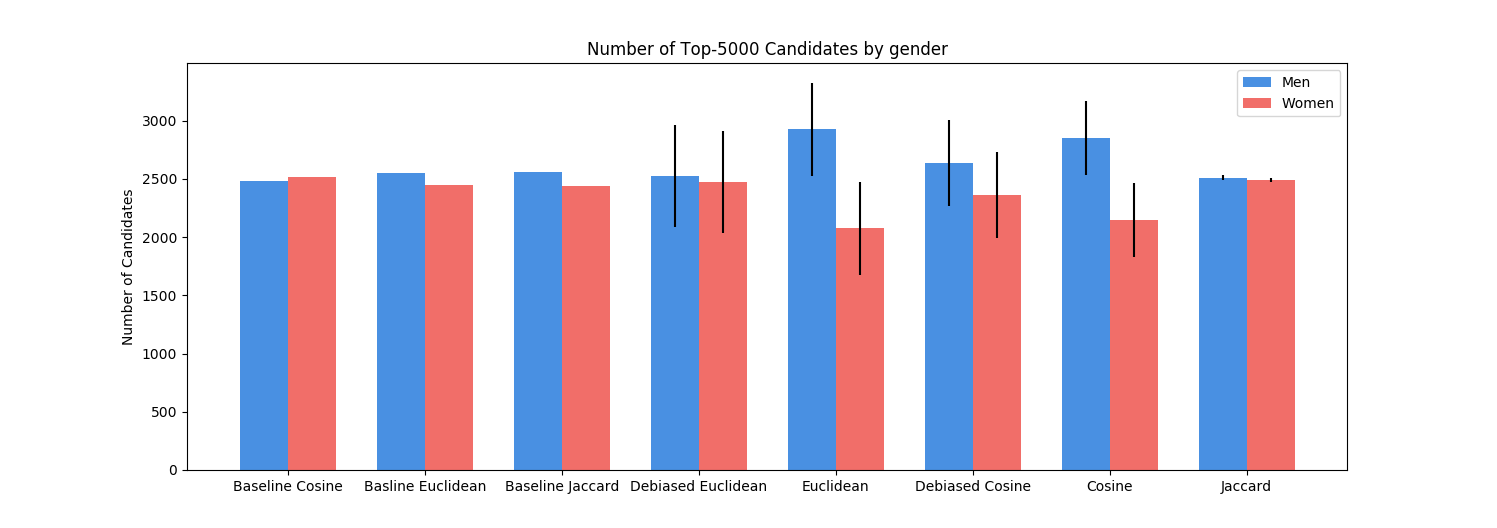 Number of Top-5000 Candidates by gender
Men
Women
Number of Candidates
3000
2500
2000
1500
1000
500
0
Baseline Cosine
Basline Euclidean
Baseline Jaccard
Debiased Euclidean
Euclidean
Debiased Cosine
Cosine
Jaccard